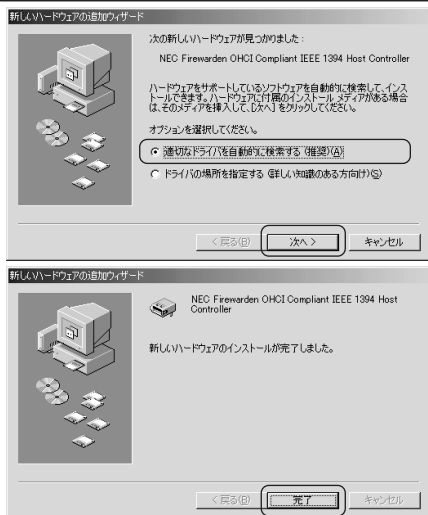 新しいハードウェアの追加ウィザード
次の新しいハードウェアが見つかりました :
NEC Firewarden OHCI Compliant IEEE 1394 Host Controller
ハードウェアをサポートしているソフトウェアを自動的に検索して、インス
トールできます。ハードウェアに付属のインストール メディアがある場合
は、そのメディアを挿入して、[次へ] をクリックしてください。
オプションを選択してください。
適切なドライバを自動的に検索する (推奨)(A)
ドライバの場所を指定する (詳しい知識のある方向け)(S)
< 戻る(B)
次へ >
キャンセル
新しいハードウェアの追加ウィザード
NEC Firewarden OHCI Compliant IEEE 1394 Host
Controller
新しいハードウェアのインストールが完了しました。
< 戻る(B)
完了
キャンセル